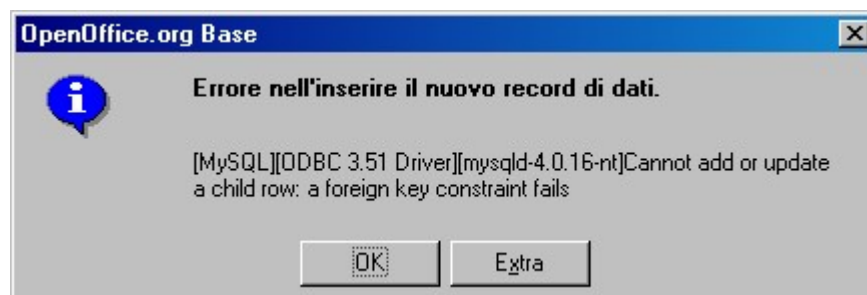 OpenOffice.org Base
Errore nell'inserire il nuovo record di dati.
[MySQL][ODBC 3.51 Driver][mysqld-4.0.16-nt]Cannot add or update
a child row: a foreign key constraint fails
OK
Extra